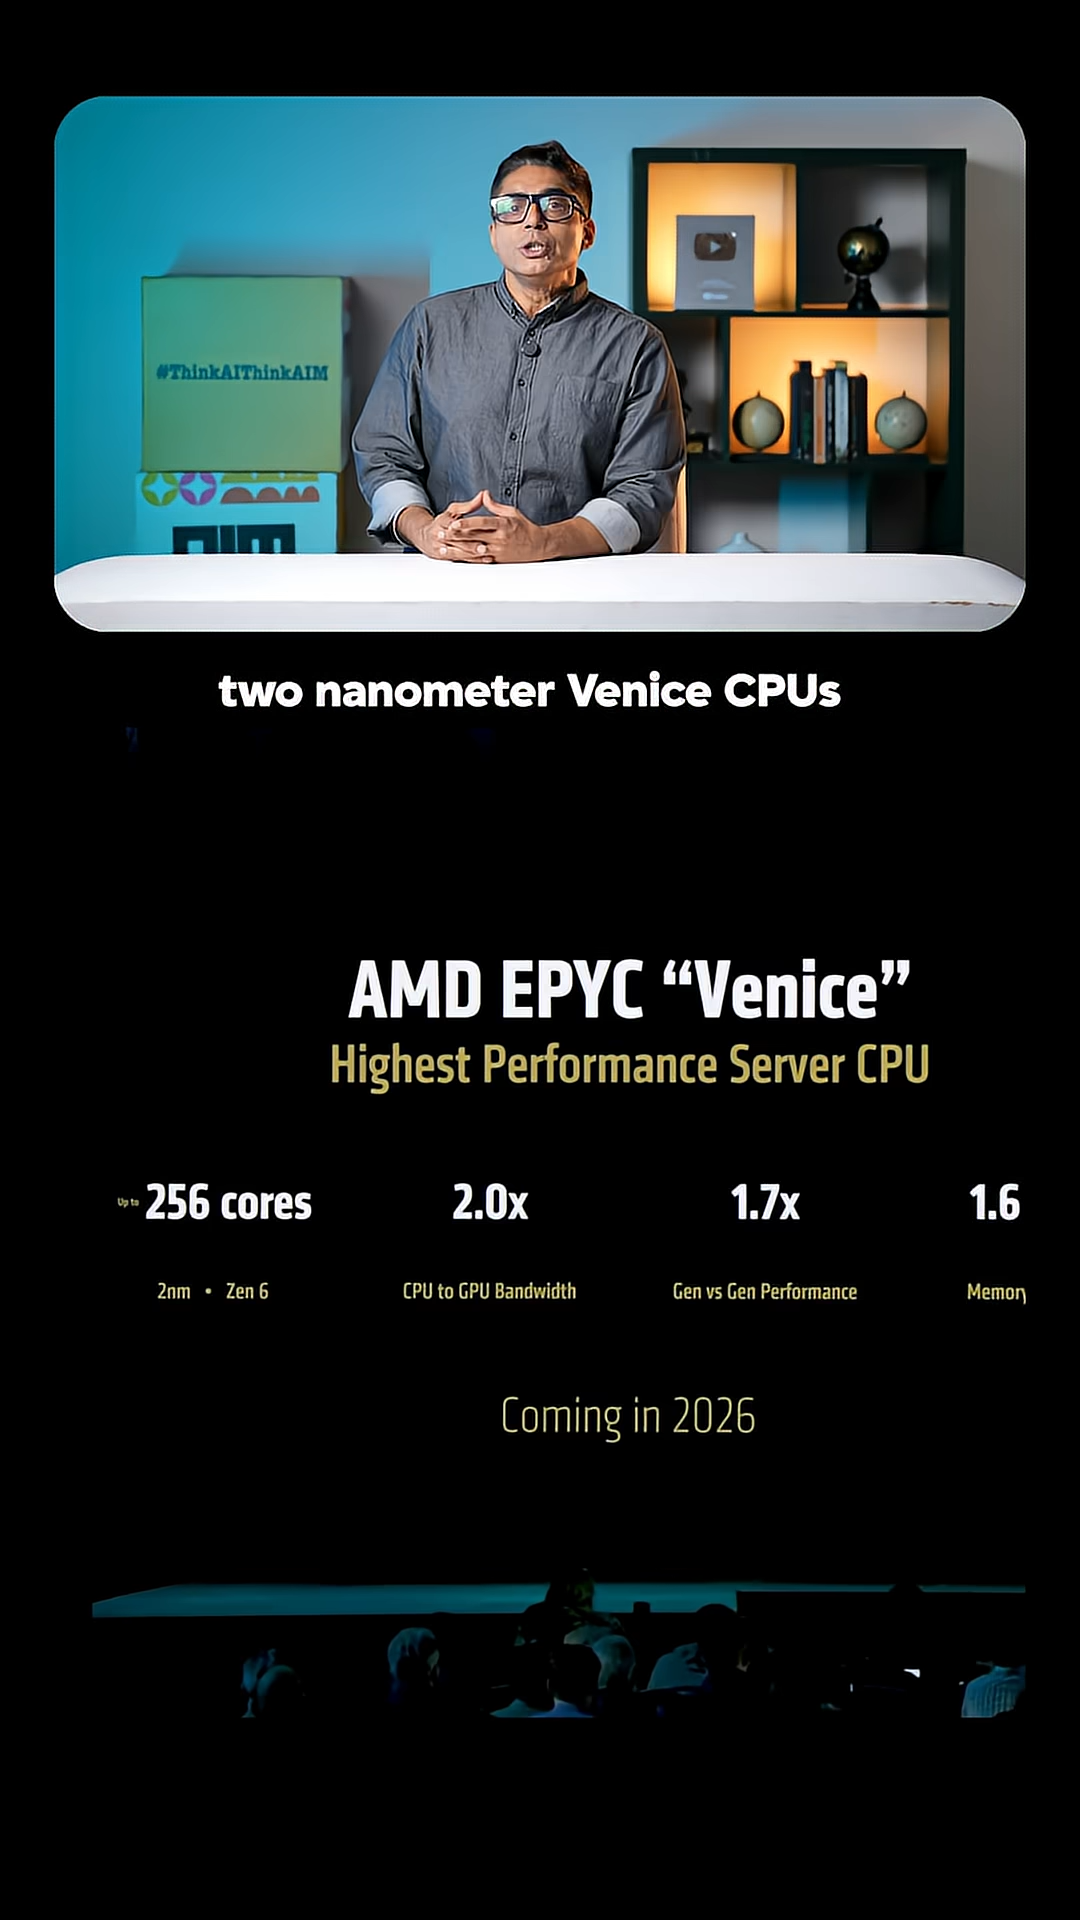 #ThinkAIThinkAIM
two nanometer Venice CPUs
AMD EPYC “Venice”
Highest Performance Server CPU
Up to 256 cores
2.0x
1.7x
1.6
2nm • Zen 6
CPU to GPU Bandwidth
Gen vs Gen Performance
Memory
Coming in 2026